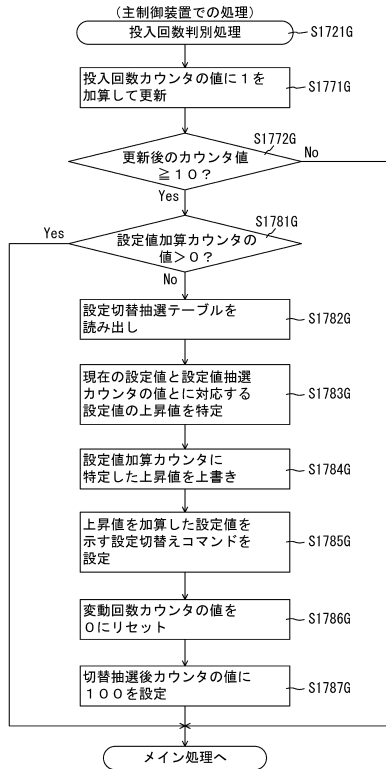 (主制御装置での処理)
投入回数判別処理
S1721G
投入回数カウンタの値に１を
加算して更新
S1771G
S1772G
更新後のカウンタ値
≧１０？
No
Yes
S1781G
Yes
設定値加算カウンタの
値＞０？
No
設定切替抽選テーブルを
読み出し
S1782G
現在の設定値と設定値抽選
カウンタの値とに対応する
設定値の上昇値を特定
S1783G
設定値加算カウンタに
特定した上昇値を上書き
S1784G
上昇値を加算した設定値を
示す設定切替えコマンドを
設定
S1785G
変動回数カウンタの値を
０にリセット
S1786G
切替抽選後カウンタの値に
１００を設定
S1787G
メイン処理へ